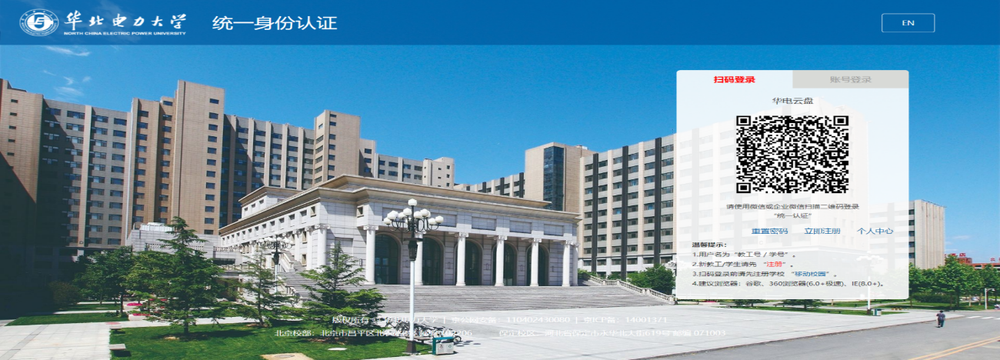 华北电力大学
NORTH CHINA ELECTRIC POWER UNIVERSITY
统一身份认证
EN
扫码登录 账号登录
华电云盘
请使用微信或企业微信扫描二维码登录
“统一认证”
重置密码 立即注册 个人中心
温馨提示：
1.用户名为“教工号 / 学号”。
2.新教工/学生请先 “注册”。
3.扫码登录前请先注册学校 “移动校园”。
4.建议浏览器：谷歌、360浏览器(6.0+极速)、IE(8.0+)。
版权所有 华北电力大学 | 京公网安备：110402430060 | 京ICP备：14001371
北京校部：北京市昌平区北 保定校区：河北省保定市永华北大街619号 邮编 071003